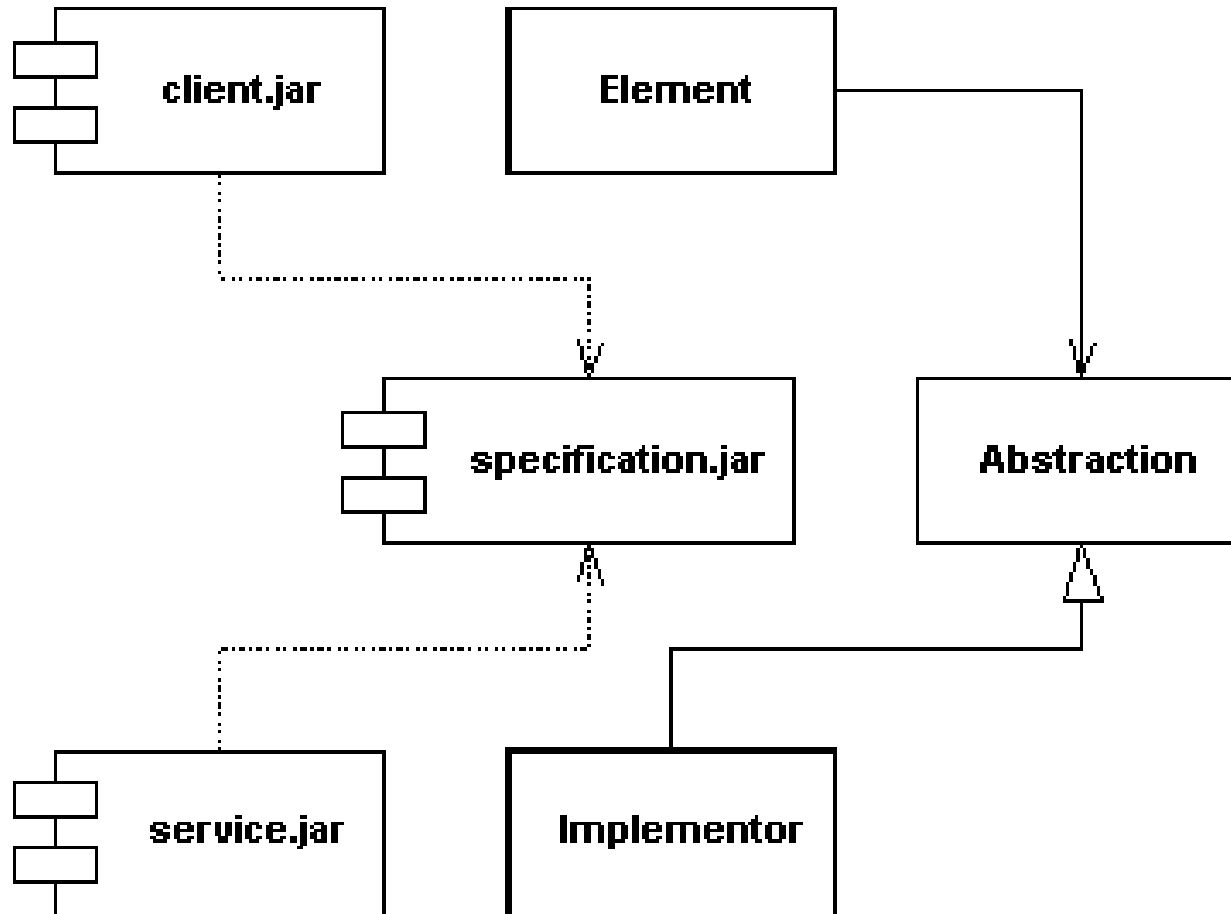 client.jar
Element
specification.jar
Abstraction
service.jar
Implementor